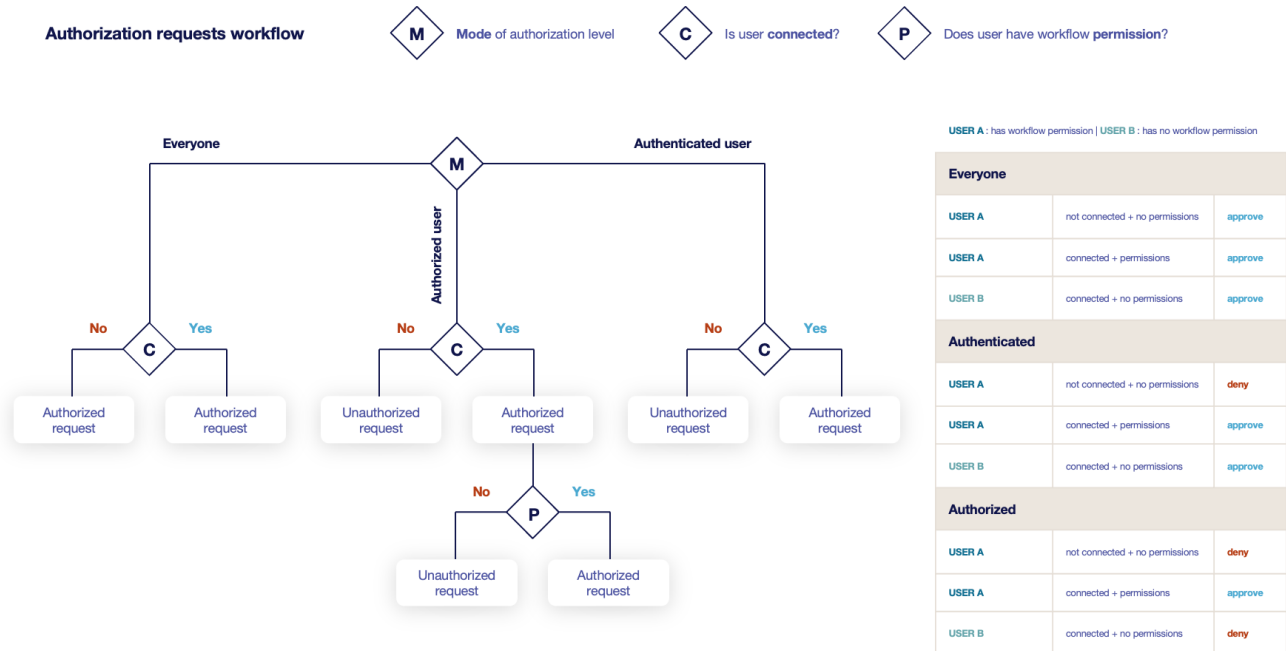 Authorization requests workflow
M
Mode of authorization level
C
Is user connected?
P
Does user have workflow permission?
Everyone
M
Authenticated user
Authorized user
No
C
Yes
Authorized
request
Authorized
request
No
C
Yes
Unauthorized
request
Authorized
request
No
P
Yes
Unauthorized
request
Authorized
request
No
C
Yes
Unauthorized
request
Authorized
request
USER A : has workflow permission | USER B : has no workflow permission
Everyone
USER A not connected + no permissions approve
USER A connected + permissions approve
USER B connected + no permissions approve
Authenticated
USER A not connected + no permissions deny
USER A connected + permissions approve
USER B connected + no permissions approve
Authorized
USER A not connected + no permissions deny
USER A connected + permissions approve
USER B connected + no permissions deny